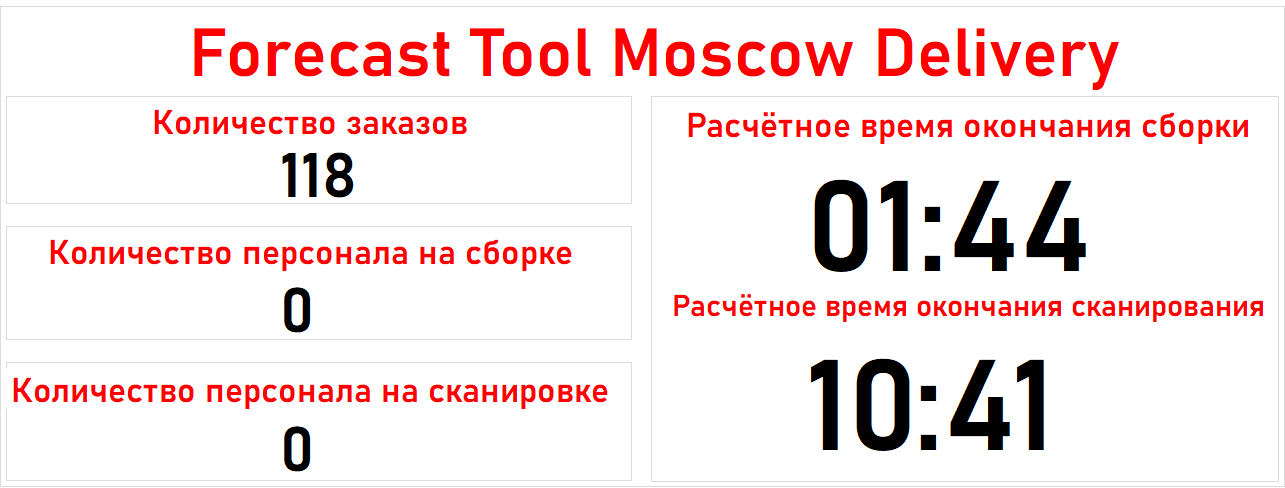 Forecast Tool Moscow Delivery
Количество заказов
118
Количество персонала на сборке
0
Количество персонала на сканировке
0
Расчётное время окончания сборки
01:44
Расчётное время окончания сканирования
10:41